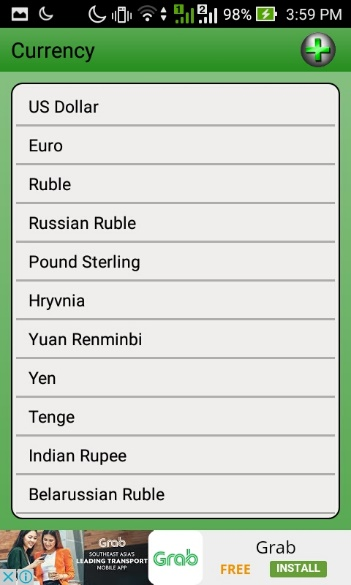 1 2 98% 3:59 PM
Currency
US Dollar
Euro
Ruble
Russian Ruble
Pound Sterling
Hryvnia
Yuan Renminbi
Yen
Tenge
Indian Rupee
Belarussian Ruble
Grab
SOUTHEAST ASIA'S
LEADING TRANSPORT
MOBILE APP
Grab
Grab
FREE INSTALL